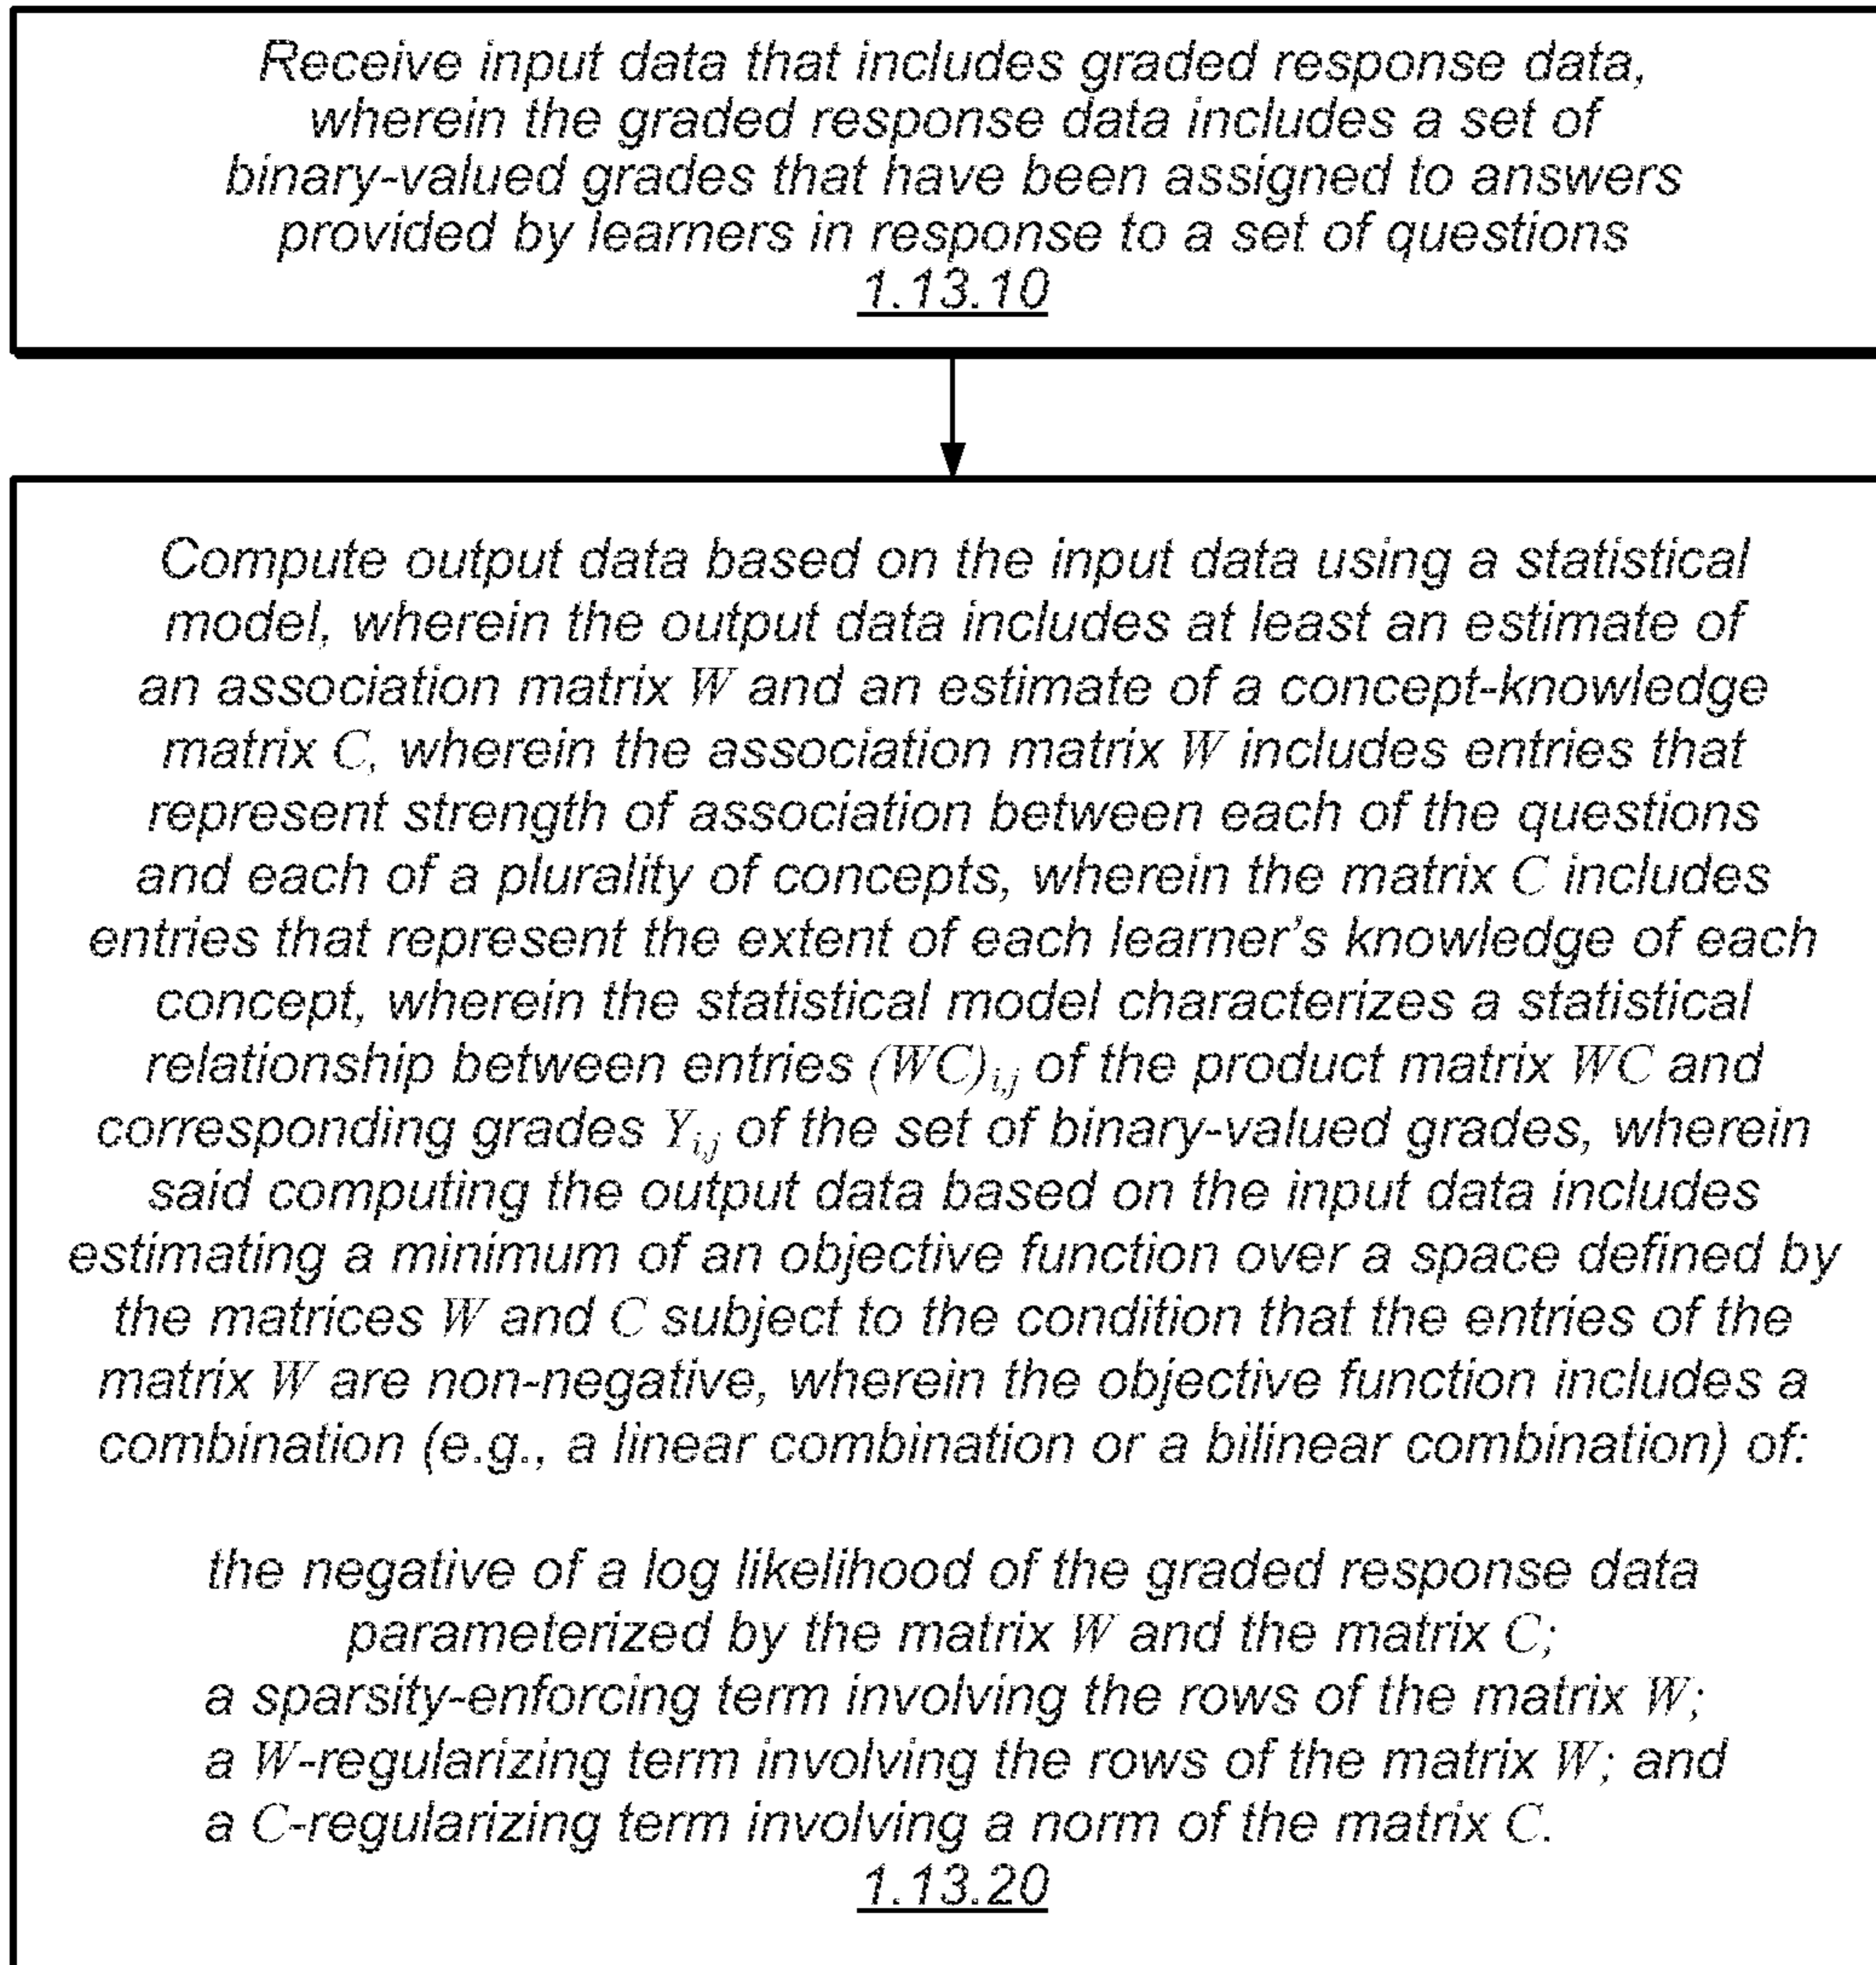 Receive input data that includes graded response data,
wherein the graded response data includes a set of
binary-valued grades that have been assigned to answers
provided by learners in response to a set of questions
1.13.10
Compute output data based on the input data using a statistical
model, wherein the output data includes at least an estimate of
an association matrix W and an estimate of a concept-knowledge
matrix C, wherein the association matrix W includes entries that
represent strength of association between each of the questions
and each of a plurality of concepts, wherein the matrix C includes
entries that represent the extent of each learner's knowledge of each
concept, wherein the statistical model characterizes a statistical
relationship between entries (WC)i,j of the product matrix WC and
corresponding grades Yi,j of the set of binary-valued grades, wherein
said computing the output data based on the input data includes
estimating a minimum of an objective function over a space defined by
the matrices W and C subject to the condition that the entries of the
matrix W are non-negative, wherein the objective function includes a
combination (e.g., a linear combination or a bilinear combination) of:
the negative of a log likelihood of the graded response data
parameterized by the matrix W and the matrix C;
a sparsity-enforcing term involving the rows of the matrix W;
a W-regularizing term involving the rows of the matrix W; and
a C-regularizing term involving a norm of the matrix C.
1.13.20